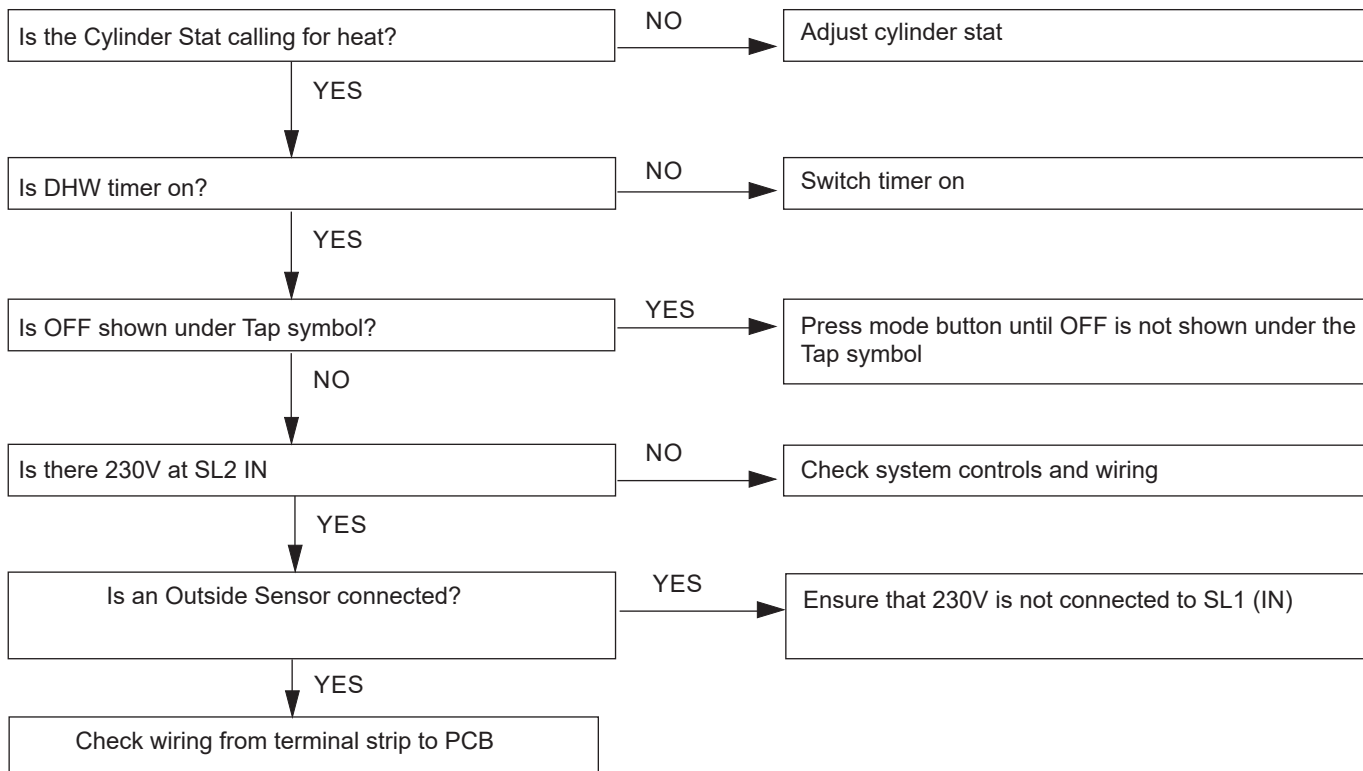 Is the Cylinder Stat calling for heat?
NO
Adjust cylinder stat
YES
Is DHW timer on?
NO
Switch timer on
YES
Is OFF shown under Tap symbol?
YES
Press mode button until OFF is not shown under the
Tap symbol
NO
Is there 230V at SL2 IN
NO
Check system controls and wiring
YES
Is an Outside Sensor connected?
YES
Ensure that 230V is not connected to SL1 (IN)
YES
Check wiring from terminal strip to PCB